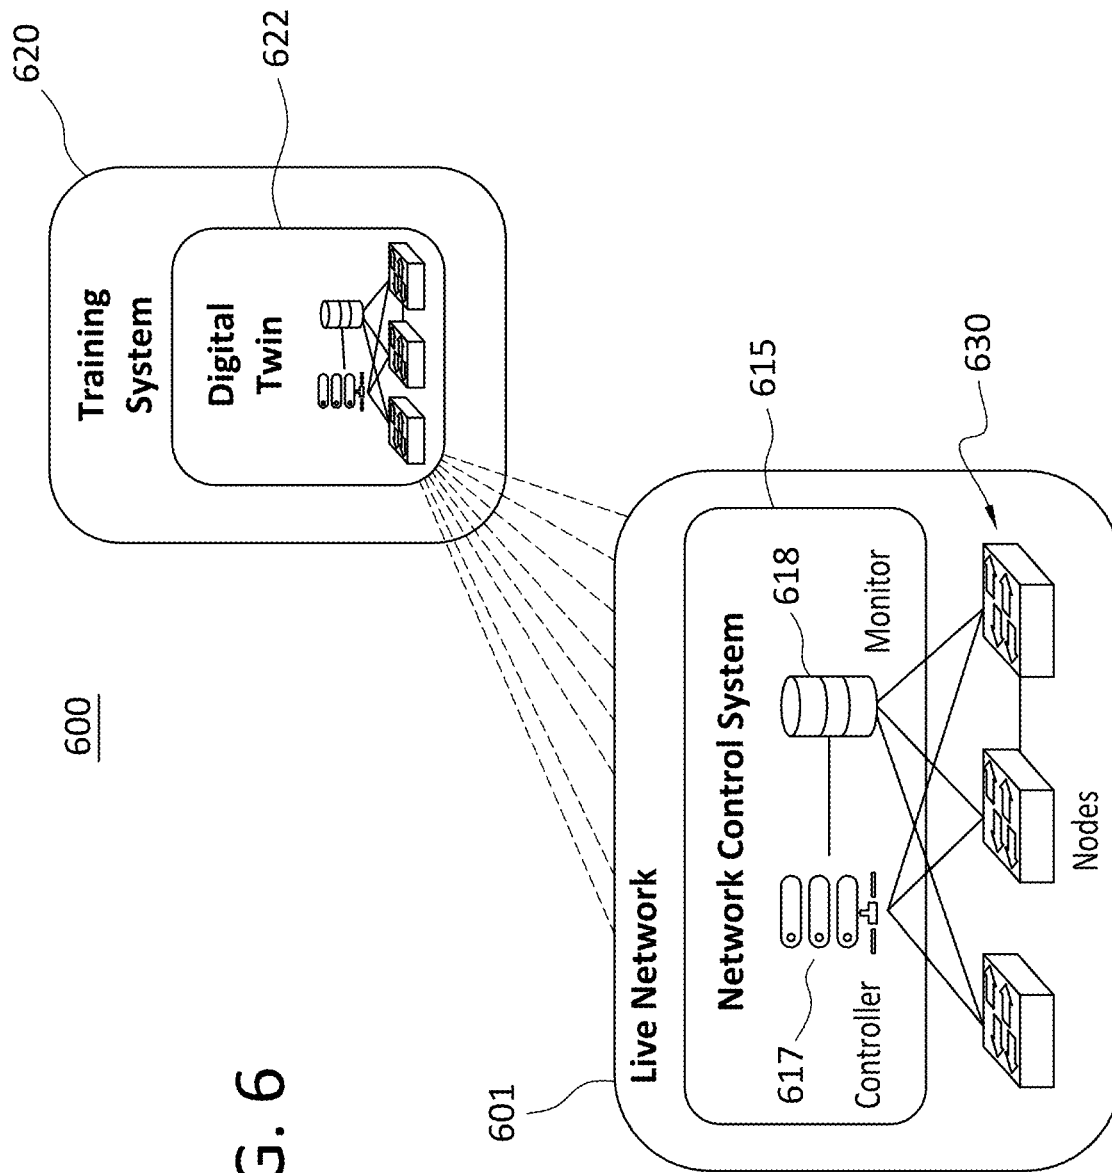 G. 6
600
620
Training
System
622
Digital
Twin
601
Live Network
615
Network Control System
617
618
Controller
Monitor
630
Nodes